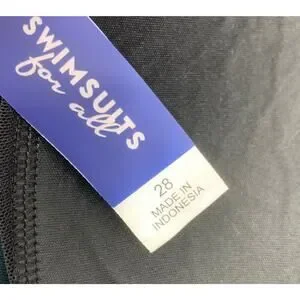 SWIMSUITS
for all
28
MADE IN
INDONESIA